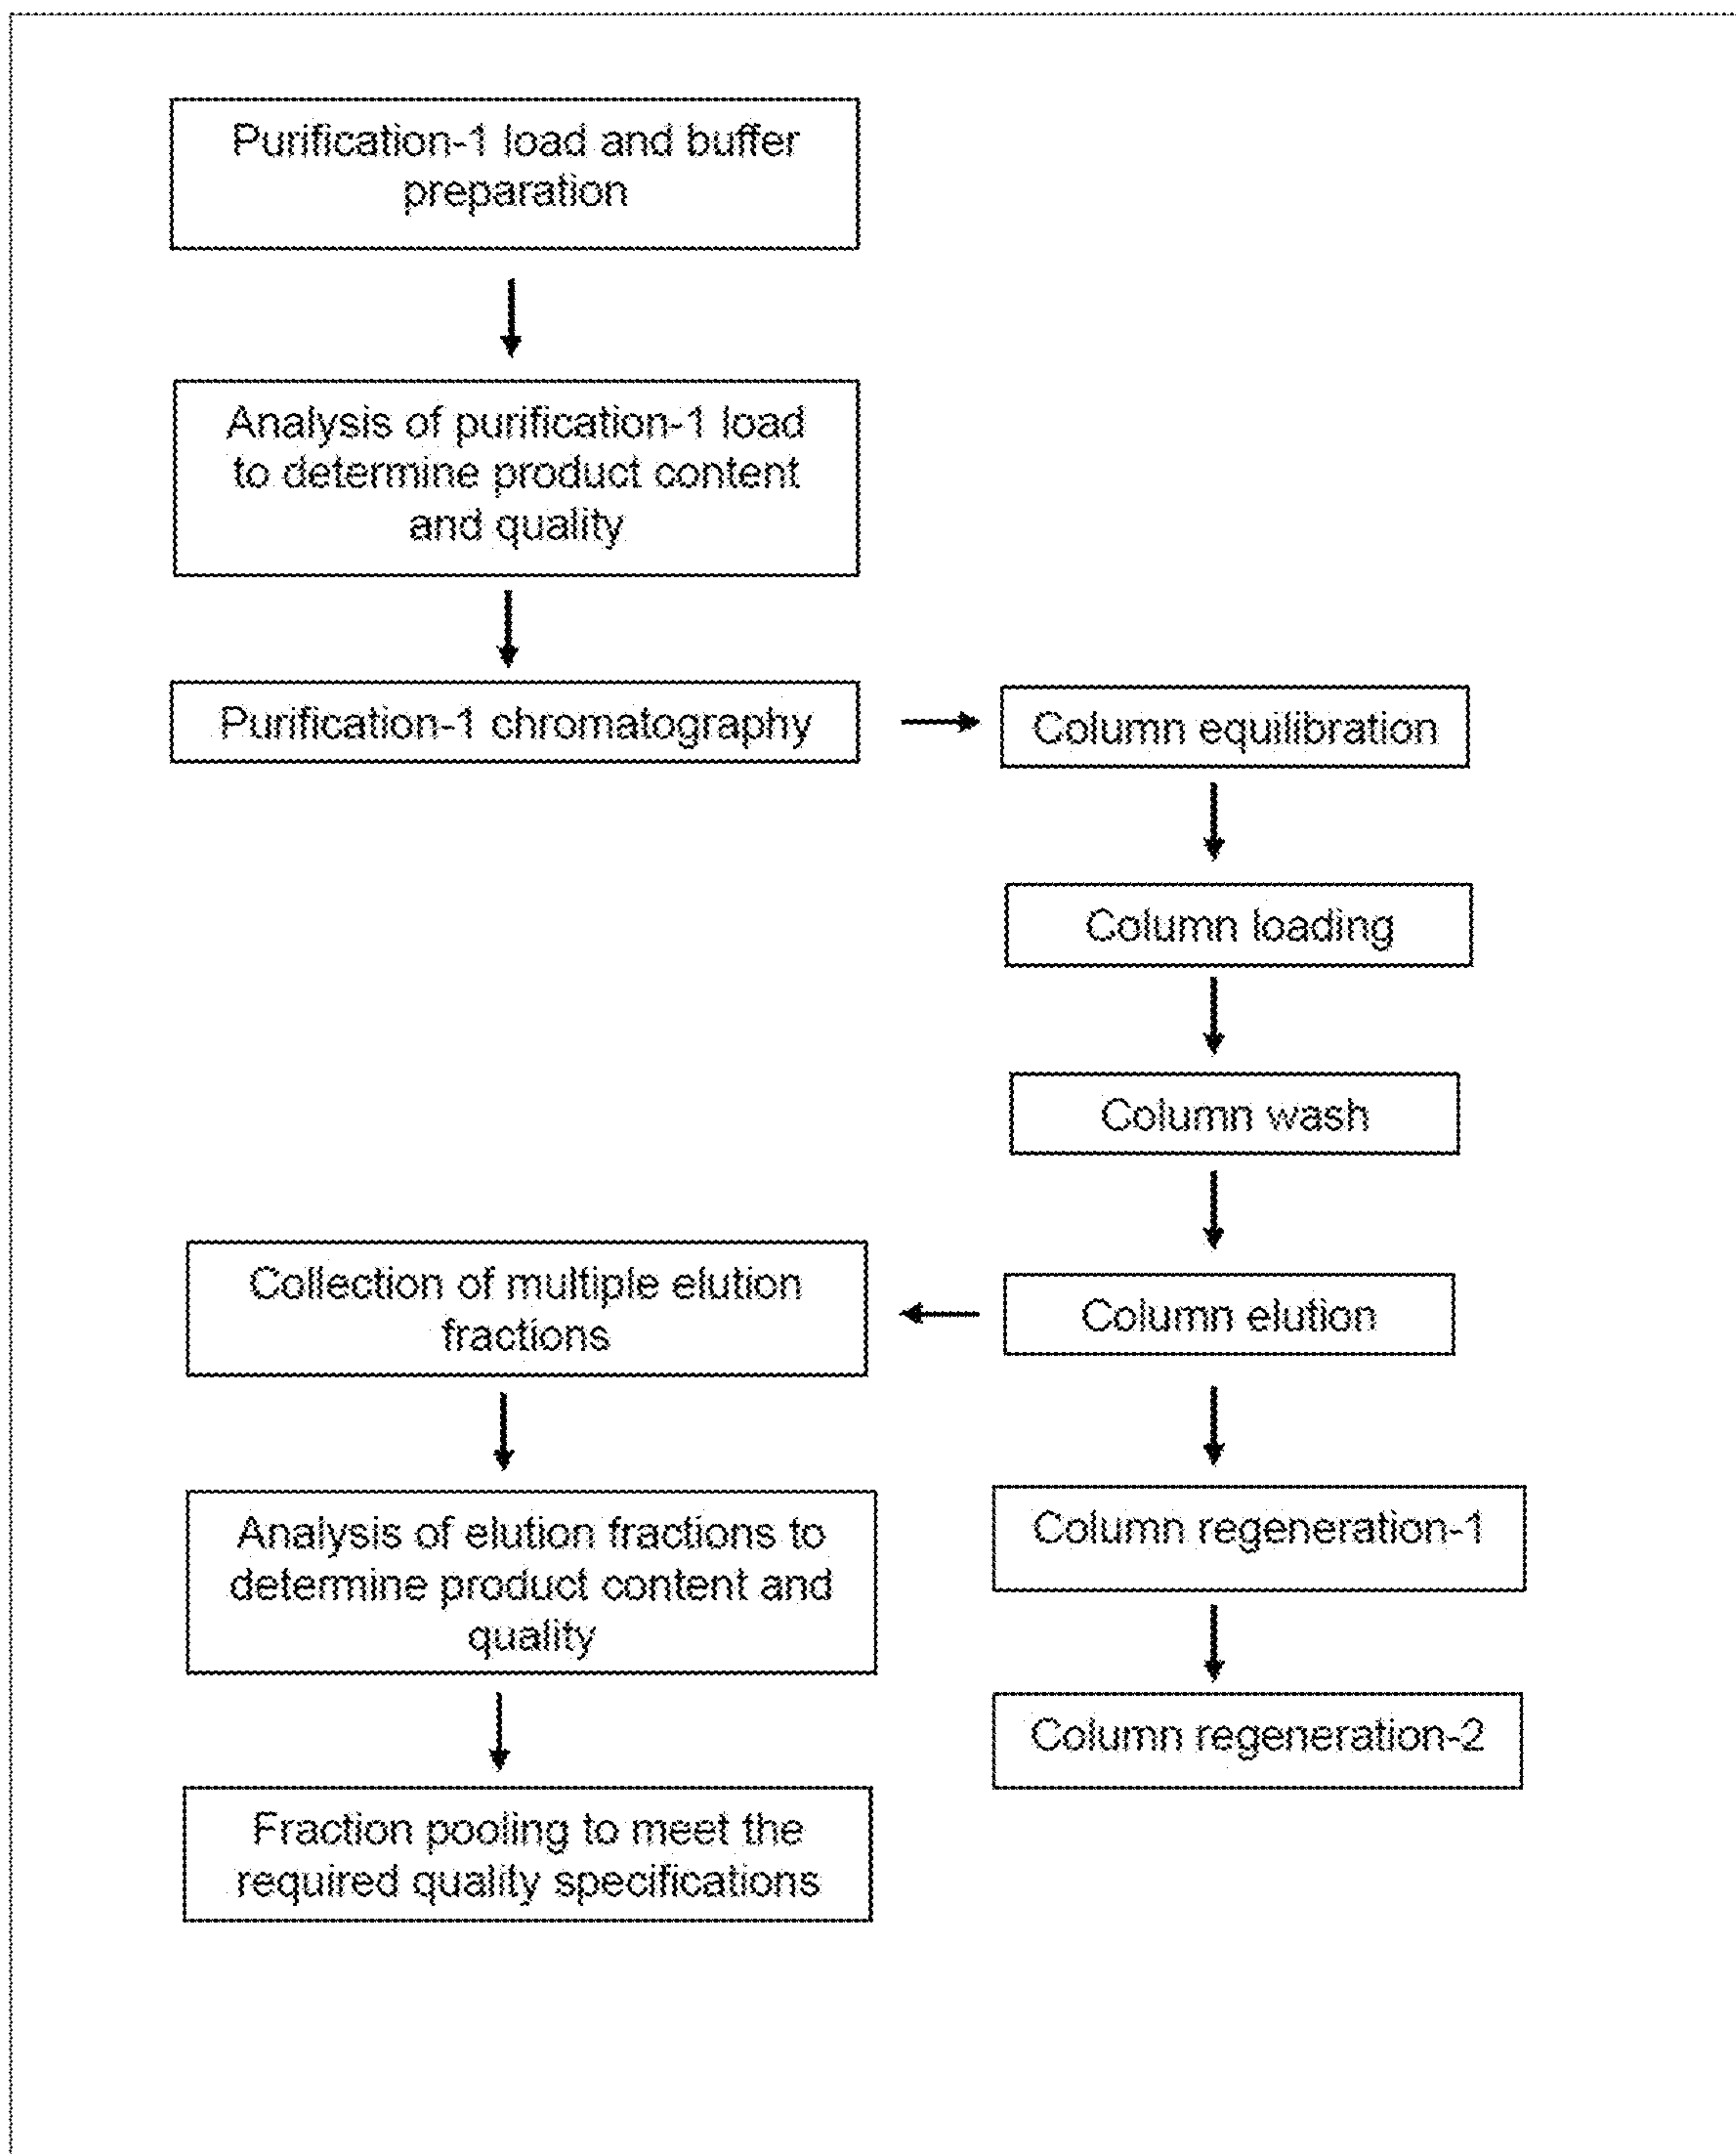 Purification-1 load and buffer
preparation
Analysis of purification-1 load
to determine product content
and quality
Purification-1 chromatography
Column equilibration
Column loading
Column wash
Column elution
Collection of multiple elution
fractions
Analysis of elution fractions to
determine product content and
quality
Fraction pooling to meet the
required quality specifications
Column regeneration-1
Column regeneration-2